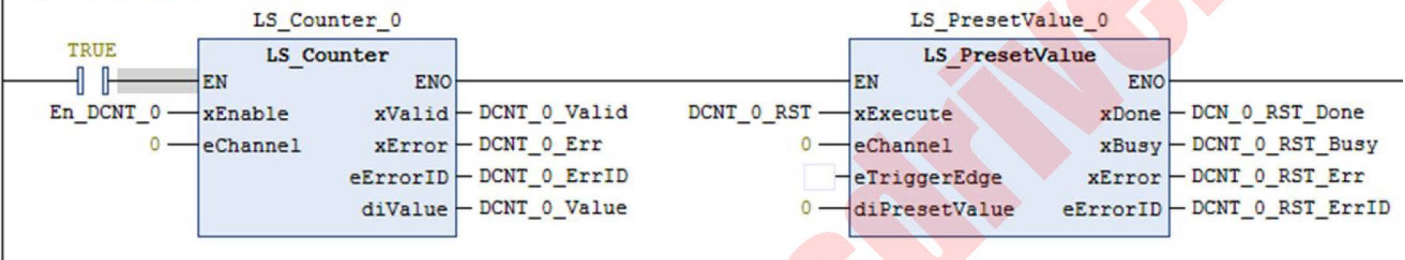 LS_Counter_0 LS_PresetValue_0
TRUE LS_Counter LS_PresetValue
EN ENO EN ENO
En_DCNT_0 xEnable xValid DCNT_0_Valid DCNT_0_RST xExecute xDone DCN_0_RST_Done
0 eChannel xError DCNT_0_Err 0 eChannel xBusy DCNT_0_RST_Busy
eErrorID DCNT_0_ErrID eTriggerEdge xError DCNT_0_RST_Err
diValue DCNT_0_Value 0 diPresetValue eErrorID DCNT_0_RST_ErrID